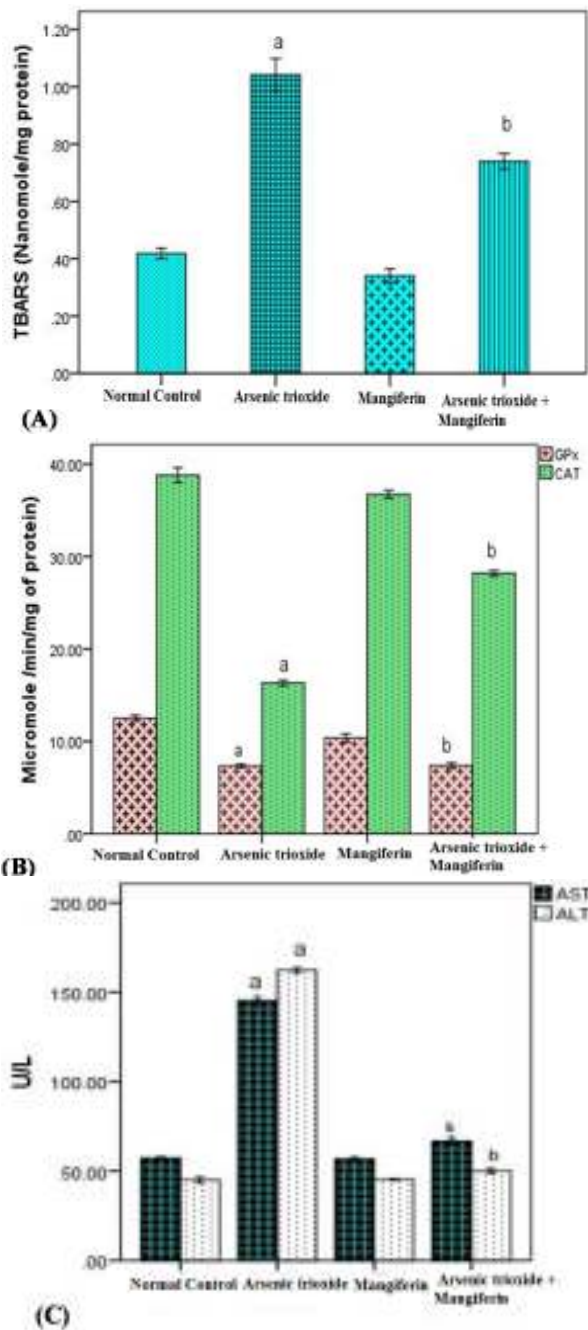 1.20
a
1.00
b
.80
.60
.40
.20
.00
TBARS (Nanomole/mg protein)
Normal Control Arsenic trioxide Mangiferin Arsenic trioxide +
Mangiferin
(A)
GPx
CAT
40.00
30.00
b
20.00
a
10.00
a
b
.00
Micromole /min/mg of protein
Normal Control Arsenic trioxide Mangiferin Arsenic trioxide +
Mangiferin
(B)
AST
ALT
200.00
a
a
150.00
100.00
50.00
b
.00
U/L
Normal Control Arsenic trioxide Mangiferin Arsenic trioxide +
Mangiferin
(C)